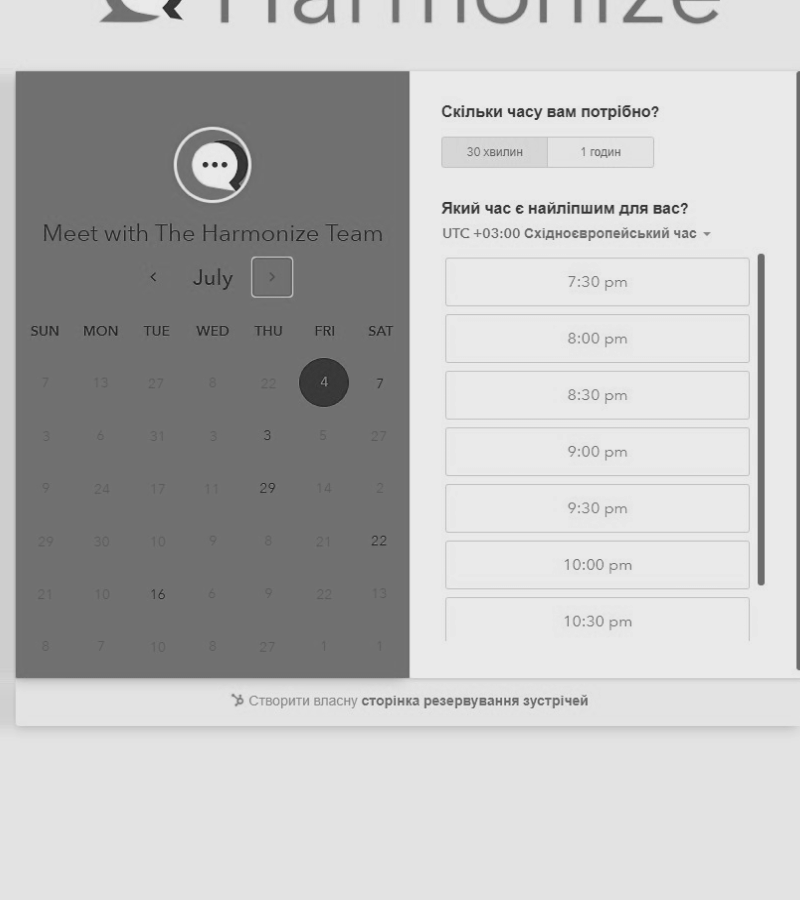 Harmonize
Meet with The Harmonize Team
July
SUN MON TUE WED THU FRI SAT
7 13 27 8 22 4 7
3 6 31 3 3 5 27
9 24 17 11 29 14 2
29 30 10 9 8 21 22
21 10 16 6 9 22 13
8 7 10 8 27 1 1
Скільки часу вам потрібно?
30 хвилин 1 годин
Який час є найліпшим для вас?
UTC +03:00 Східноєвропейський час
7:30 pm
8:00 pm
8:30 pm
9:00 pm
9:30 pm
10:00 pm
10:30 pm
Створити власну сторінка резервування зустрічей